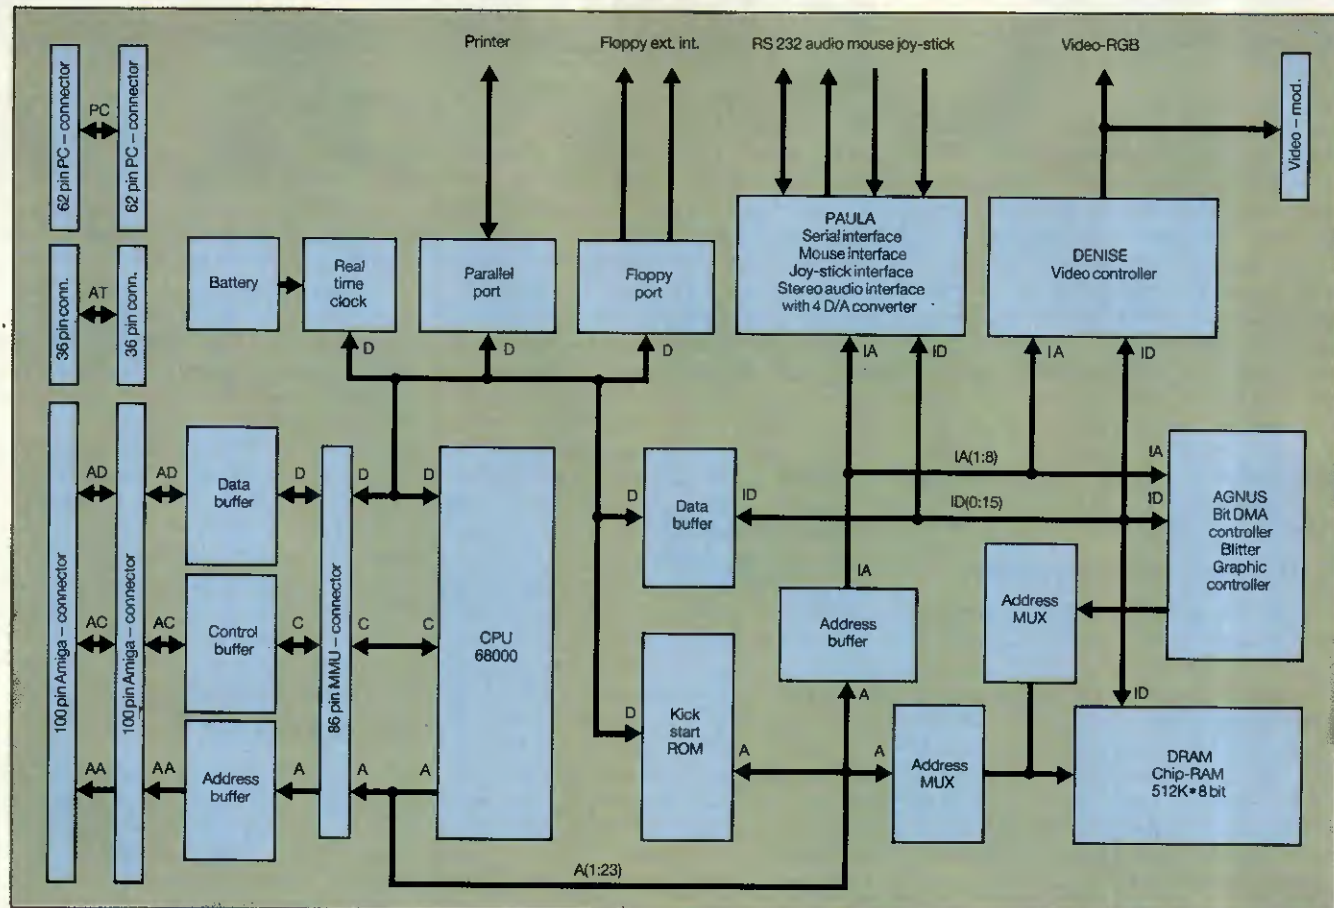 Printer
Floppy ext. int.
RS 232 audio mouse joy-stick
Video-RGB
62 pin PC – connector
PC
62 pin PC – connector
Video – mod.
36 pin conn.
AT
36 pin conn.
Battery
Real
time
clock
Parallel
port
Floppy
port
PAULA
Serial interface
Mouse interface
Joy-stick interface
Stereo audio interface
with 4 D/A converter
DENISE
Video controller
D
D
D
IA
ID
IA
ID
100 pin Amiga – connector
AD
AC
AA
100 pin Amiga – connector
AD
AC
AA
Data
buffer
Control
buffer
Address
buffer
D
C
A
86 pin MMU – connector
D
C
A
D
C
A
CPU
68000
D
Data
buffer
ID
D
Kick
start
ROM
A
IA(1:8)
ID(0:15)
IA
ID
AGNUS
Bit DMA
controller
Blitter
Graphic
controller
IA
Address
buffer
A
A
Address
MUX
Address
MUX
ID
DRAM
Chip-RAM
512K*8 bit
A(1:23)